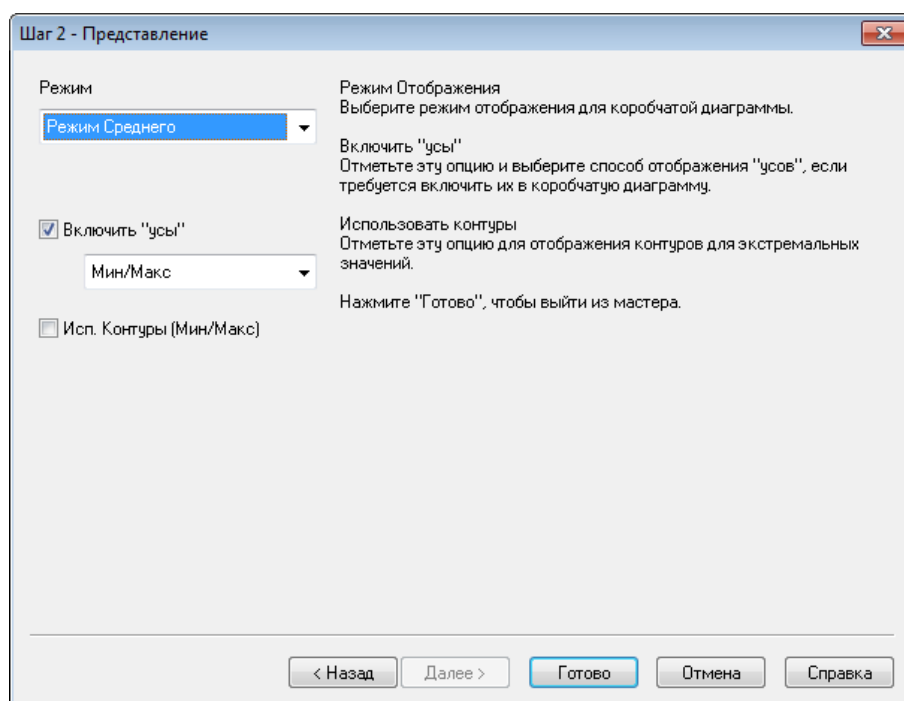 Шаг 2 - Представление
Режим
Режим Среднего
Включить "усы"
Мин/Макс
Исп. Контуры (Мин/Макс)
Режим Отображения
Выберите режим отображения для коробчатой диаграммы.
Включить "усы"
Отметьте эту опцию и выберите способ отображения "усов", если
требуется включить их в коробчатую диаграмму.
Использовать контуры
Отметьте эту опцию для отображения контуров для экстремальных
значений.
Нажмите "Готово", чтобы выйти из мастера.
< Назад
Далее >
Готово
Отмена
Справка